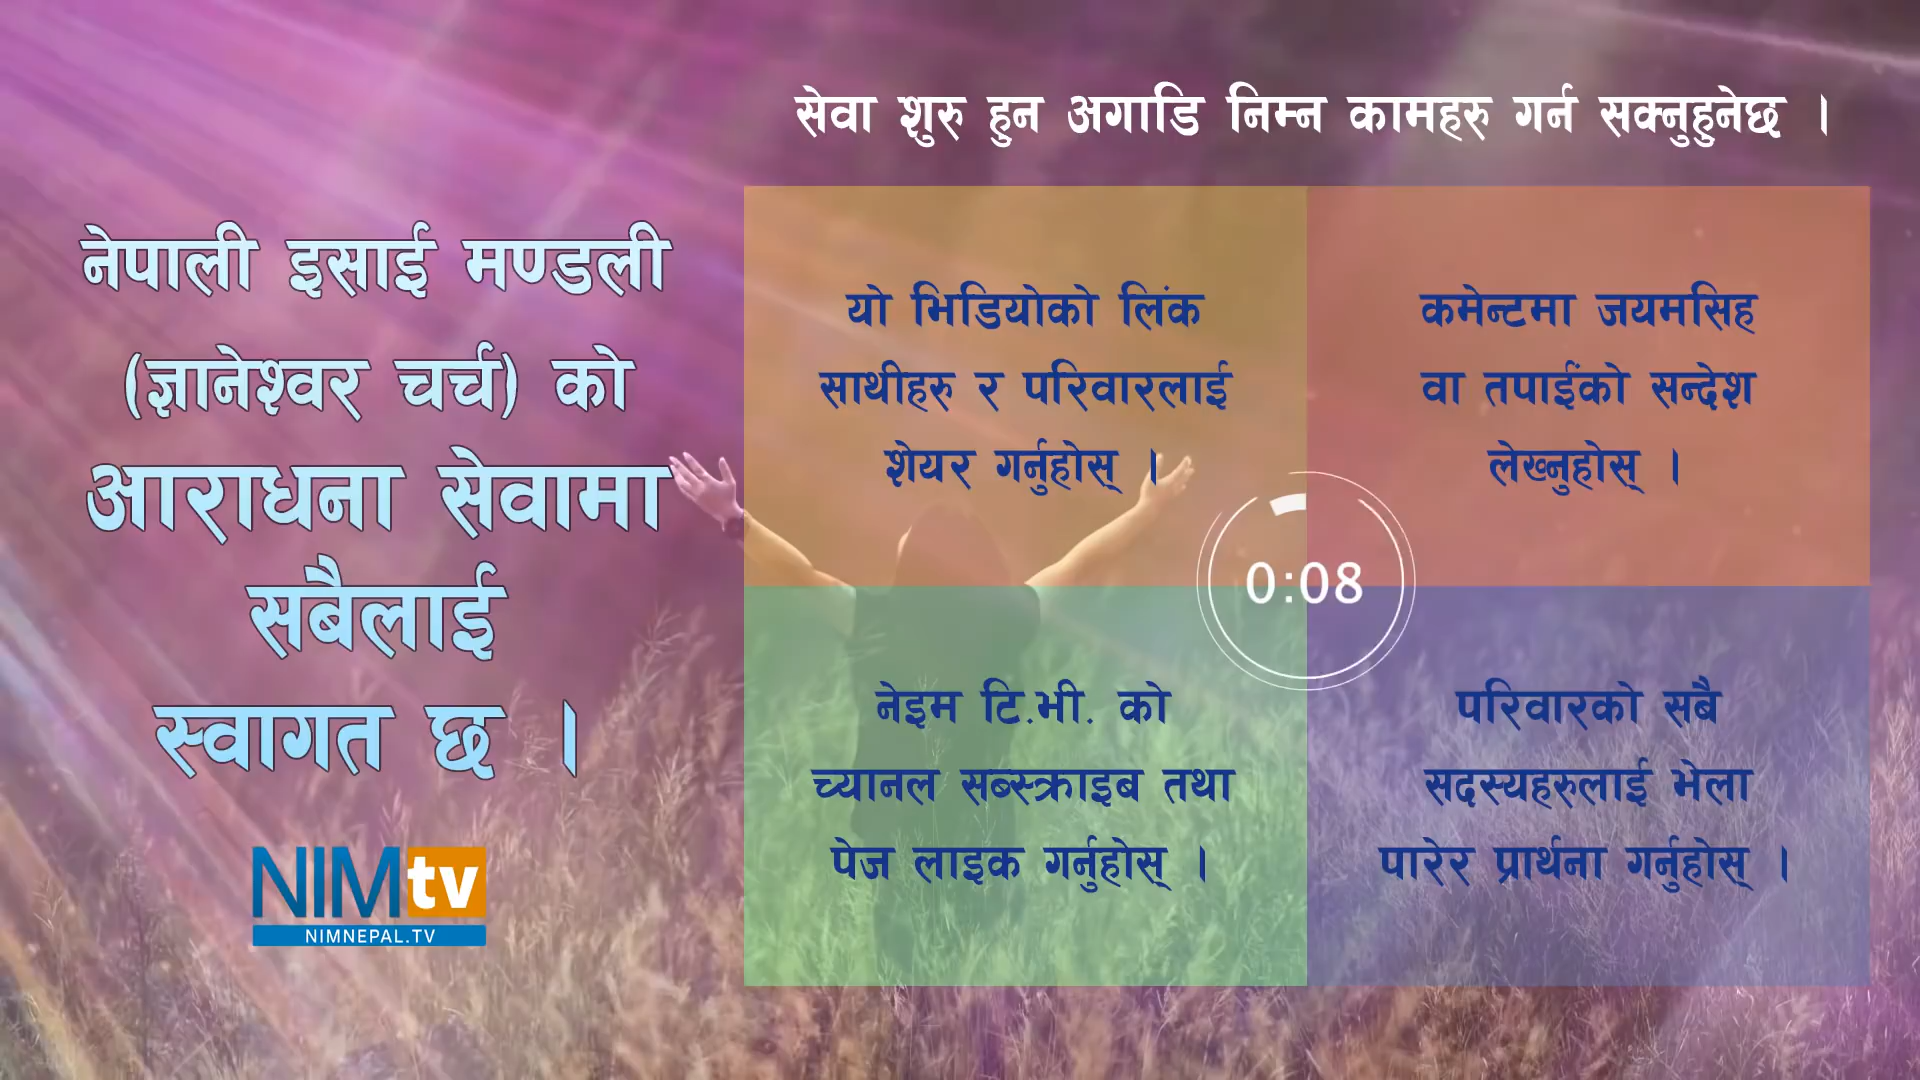 नेपाली इसाई मण्डली
(ज्ञानेश्वर चर्च) को
आराधना सेवामा
सबैलाई
स्वागत छ ।
NIMtv
NIMNEPAL.TV
सेवा शुरु हुन अगाडि निम्न कामहरु गर्न सक्नुहुनेछ ।
यो भिडियोको लिंक
साथीहरु र परिवारलाई
शेयर गर्नुहोस् ।
कमेन्टमा जयमसिह
वा तपाईंको सन्देश
लेख्नुहोस् ।
0:08
नेइम टि.भी. को
च्यानल सब्स्क्राइब तथा
पेज लाइक गर्नुहोस् ।
परिवारको सबै
सदस्यहरुलाई भेला
पारेर प्रार्थना गर्नुहोस् ।